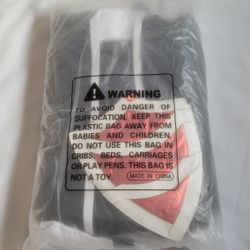 WARNING
TO AVOID DANGER OF
SUFFOCATION, KEEP THIS
PLASTIC BAG AWAY FROM
BABIES AND CHILDREN.
DO NOT USE THIS BAG IN
CRIBS, BEDS, CARRIAGES
OR PLAY PENS. THIS BAG IS
NOT A TOY. MADE IN CHINA